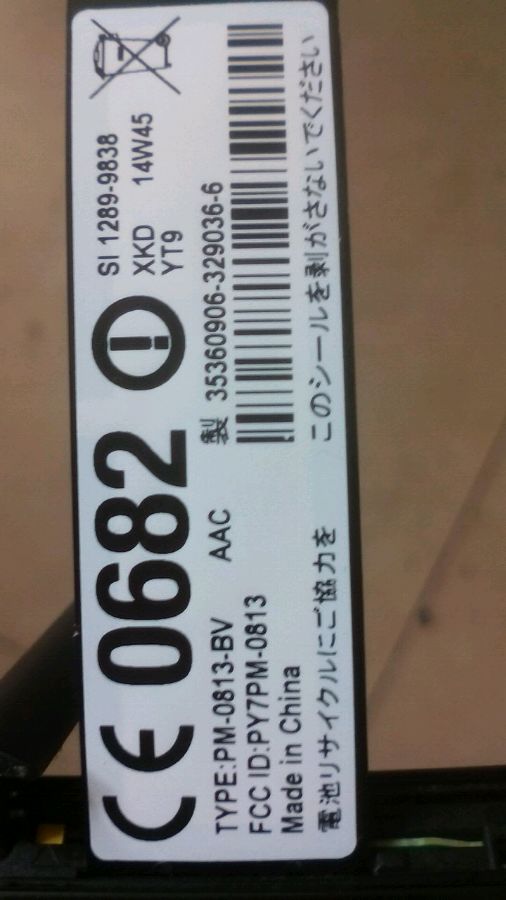 CE 0682
SI 1289-9838
XKD 14W45
YT9
TYPE:PM-0813-BV AAC
FCC ID:PY7PM-0813
Made in China
製 35360906-329036-6
電池リサイクルにご協力を
このシールを剥がさないでください